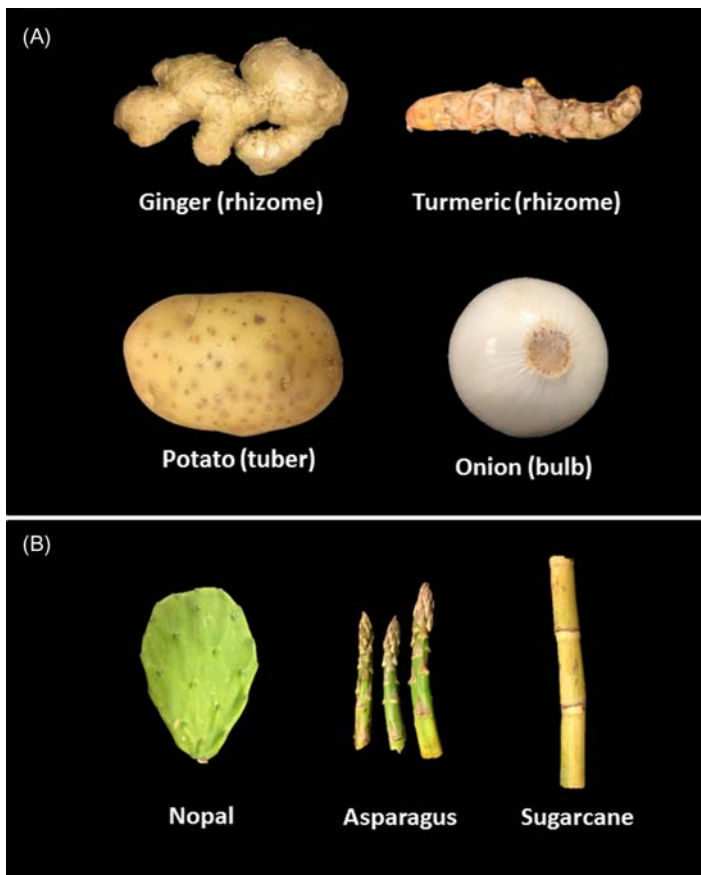 (A)
Ginger (rhizome)
Turmeric (rhizome)
Potato (tuber)
Onion (bulb)
(B)
Nopal
Asparagus
Sugarcane